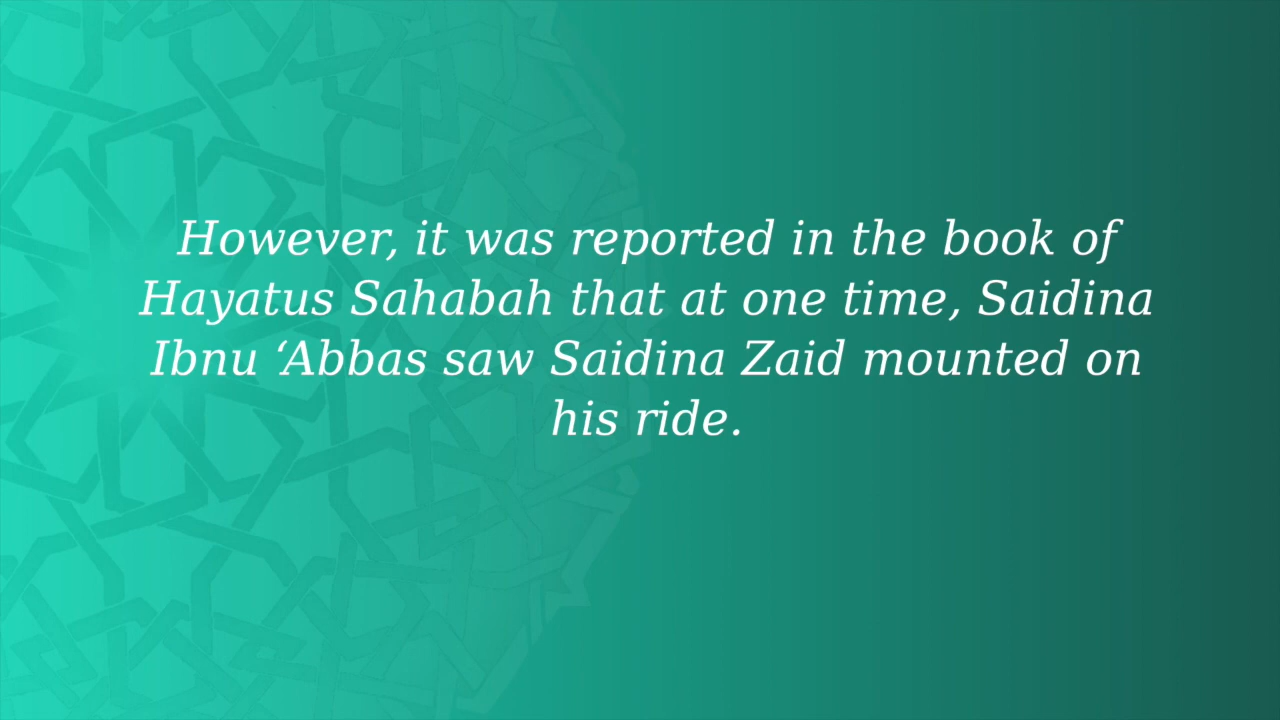 However, it was reported in the book of
Hayatus Sahabah that at one time, Saidina
Ibnu ‘Abbas saw Saidina Zaid mounted on
his ride.